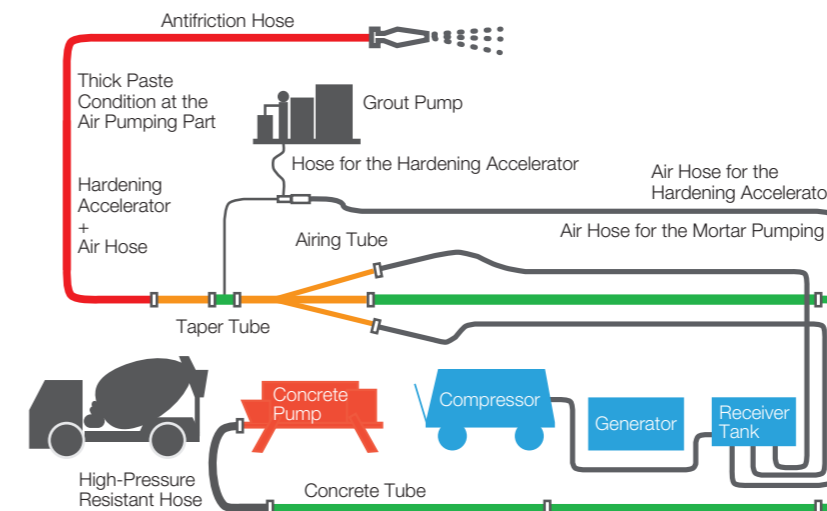 Antifriction Hose
Thick Paste
Condition at the
Air Pumping Part
Grout Pump
Hose for the Hardening Accelerator
Air Hose for the
Hardening Accelerato
Hardening
Accelerator
+
Air Hose
Airing Tube
Air Hose for the Mortar Pumping
Taper Tube
Concrete
Pump
Compressor
Generator
Receiver
Tank
High-Pressure
Resistant Hose
Concrete Tube